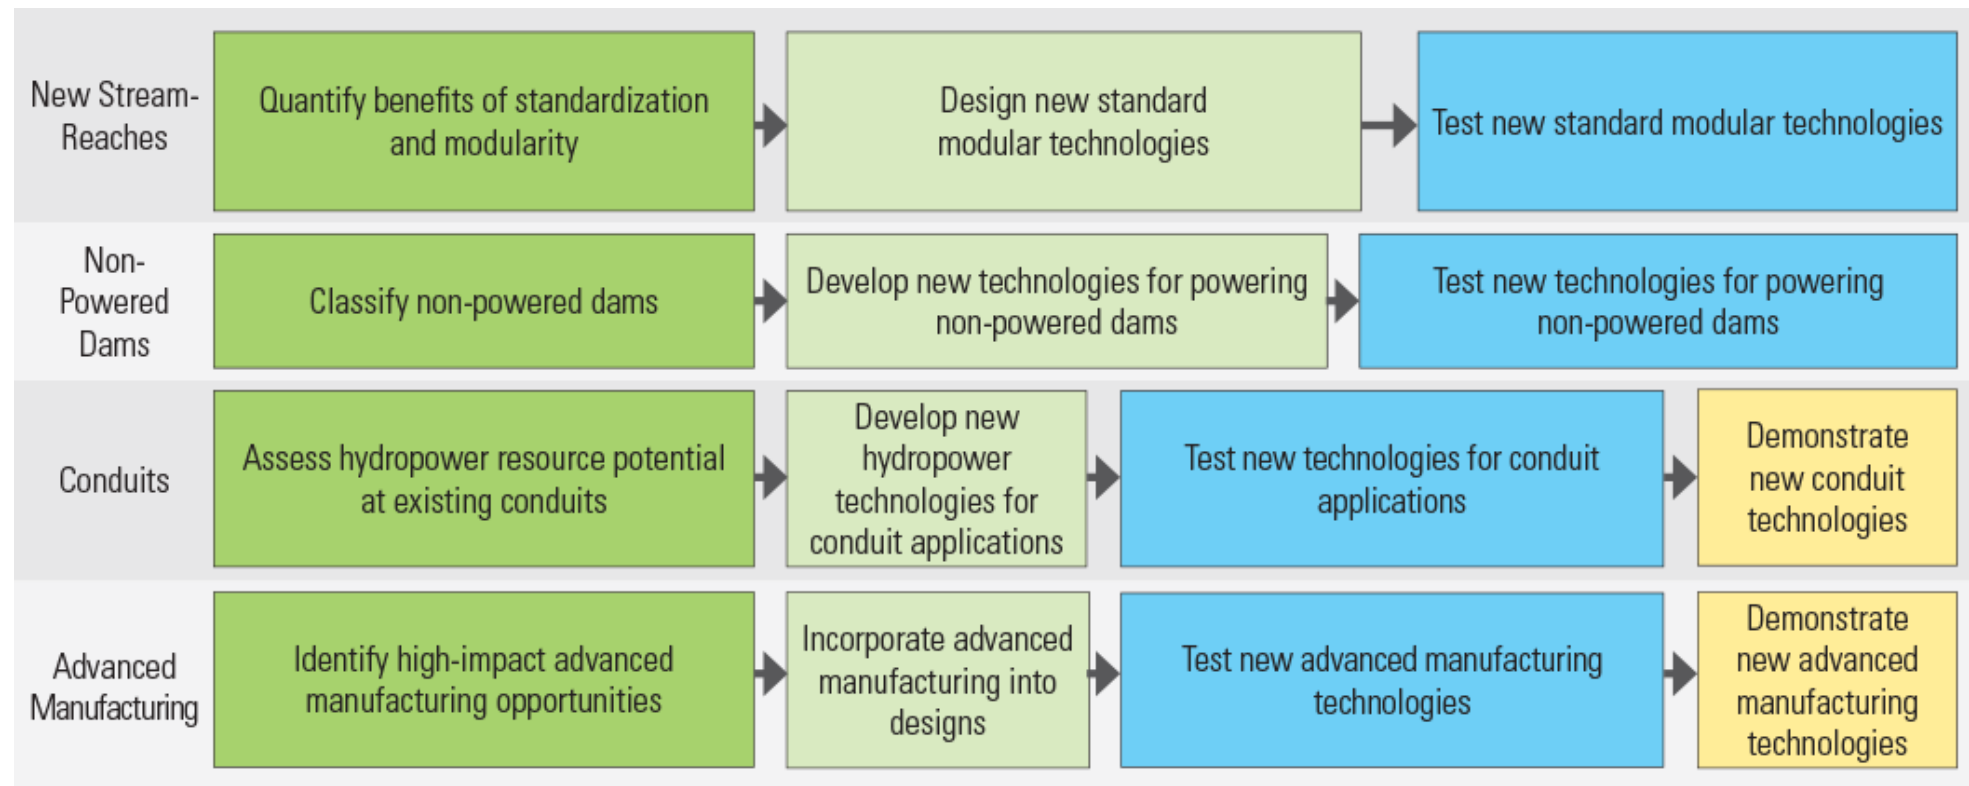 New Stream-
Reaches
Quantify benefits of standardization
and modularity
Design new standard
modular technologies
Test new standard modular technologies
Non-
Powered
Dams
Classify non-powered dams
Develop new technologies for powering
non-powered dams
Test new technologies for powering
non-powered dams
Conduits
Assess hydropower resource potential
at existing conduits
Develop new
hydropower
technologies for
conduit applications
Test new technologies for conduit
applications
Demonstrate
new conduit
technologies
Advanced
Manufacturing
Identify high-impact advanced
manufacturing opportunities
Incorporate advanced
manufacturing into
designs
Test new advanced manufacturing
technologies
Demonstrate
new advanced
manufacturing
technologies